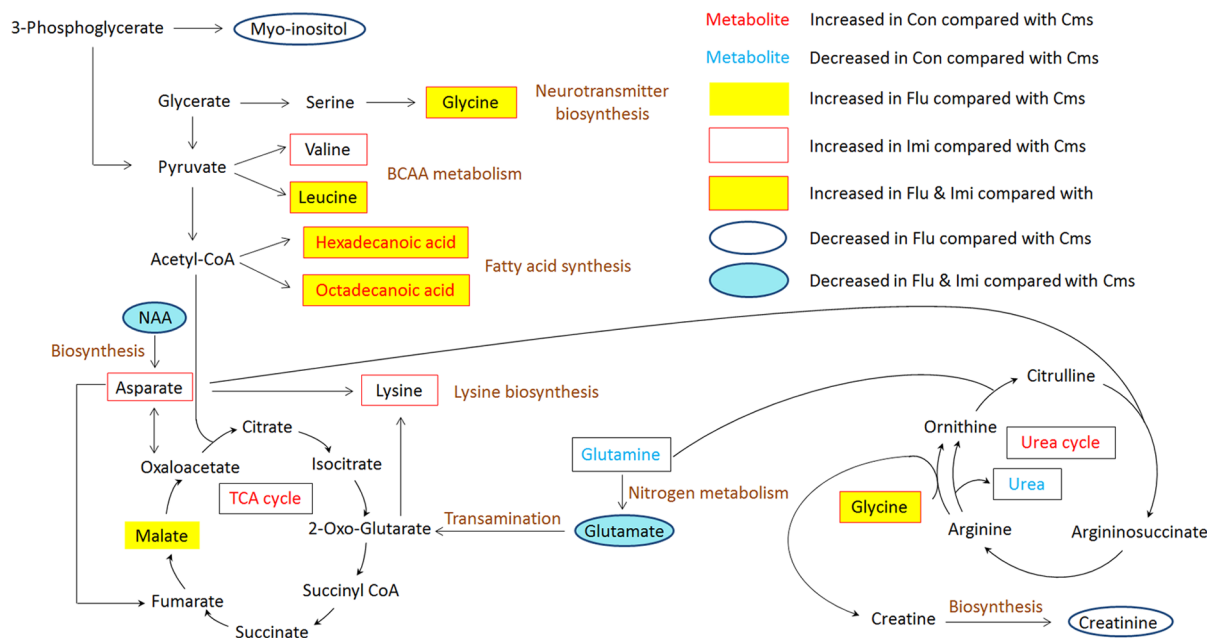 3-Phosphoglycerate
Myo-inositol
Glycerate
Serine
Glycine
Neurotransmitter
biosynthesis
Pyruvate
Valine
BCAA metabolism
Leucine
Acetyl-CoA
Hexadecanoic acid
Fatty acid synthesis
Octadecanoic acid
NAA
Biosynthesis
Asparate
Lysine
Lysine biosynthesis
Citrate
Oxaloacetate
Isocitrate
TCA cycle
Malate
2-Oxo-Glutarate
Succinyl CoA
Fumarate
Succinate
Transamination
Glutamine
Nitrogen metabolism
Glutamate
Citrulline
Ornithine
Urea cycle
Urea
Glycine
Arginine
Argininosuccinate
Creatine
Biosynthesis
Creatinine
Metabolite Increased in Con compared with Cms
Metabolite Decreased in Con compared with Cms
Increased in Flu compared with Cms
Increased in Imi compared with Cms
Increased in Flu & Imi compared with
Decreased in Flu compared with Cms
Decreased in Flu & Imi compared with Cms